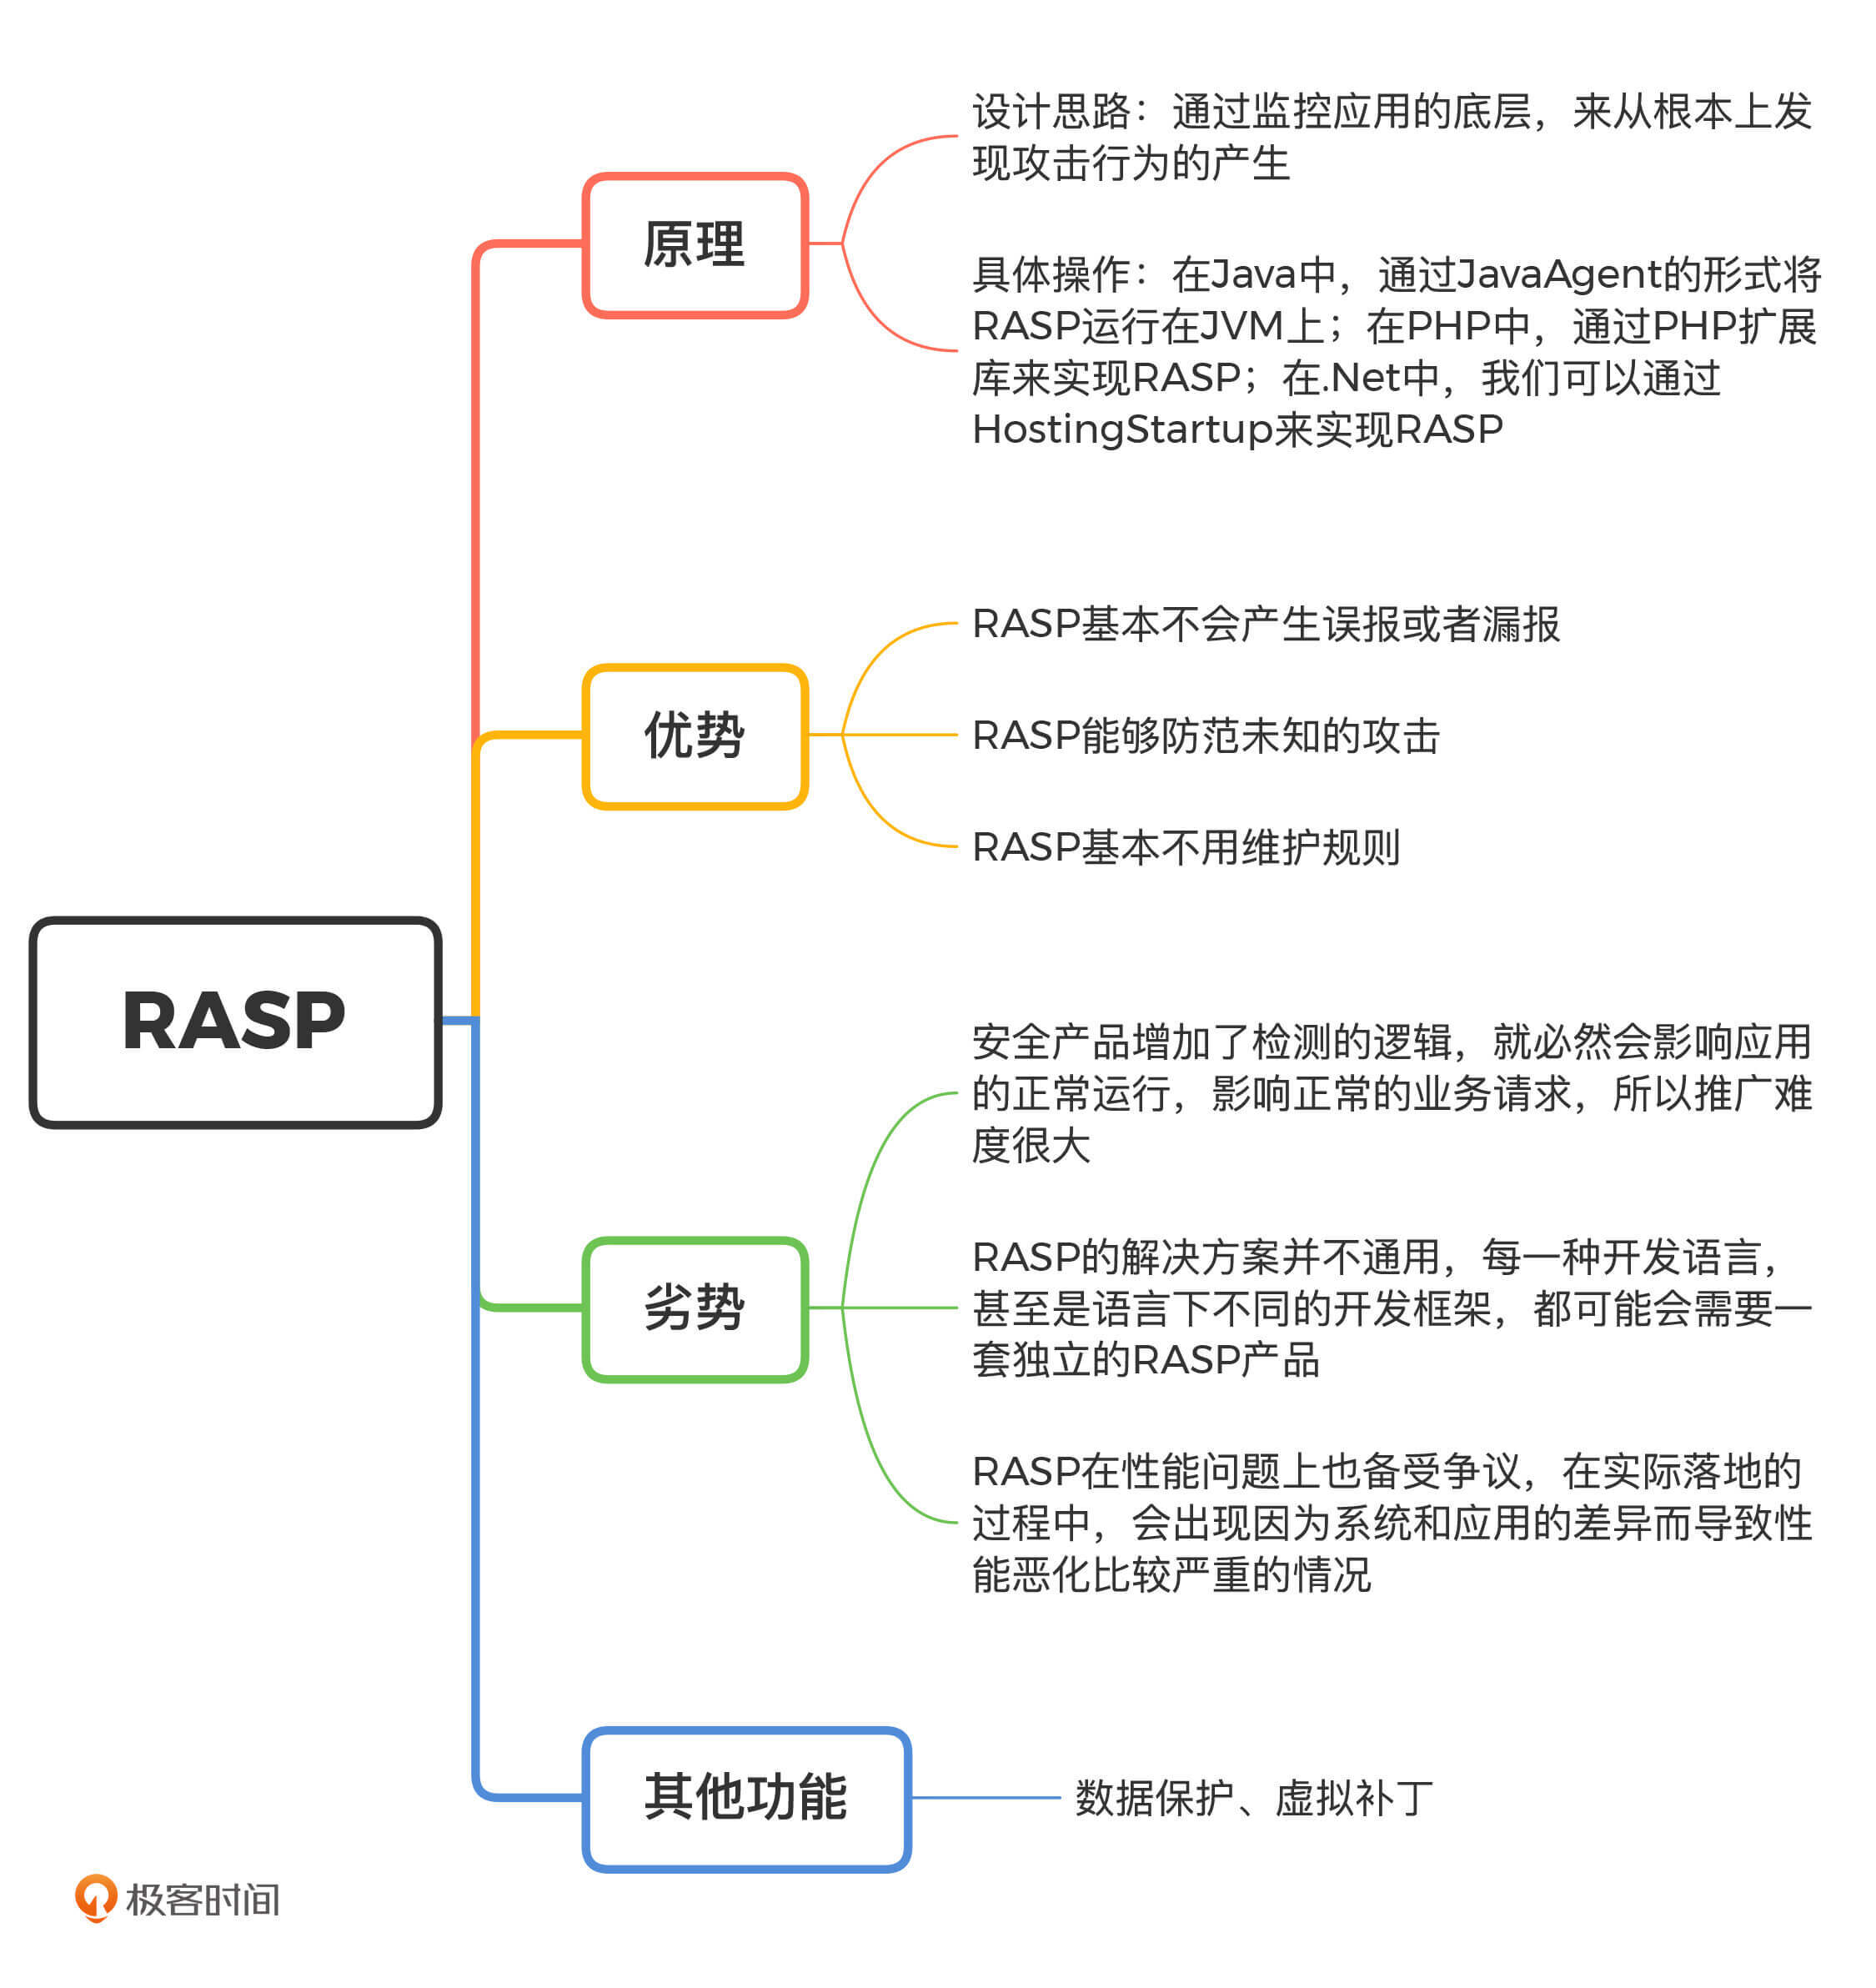 设计思路：通过监控应用的底层，来从根本上发
现攻击行为的产生
原理
具体操作：在Java中，通过JavaAgent的形式将
RASP运行在JVM上；在PHP中，通过PHP扩展
库来实现RASP；在.Net中，我们可以通过
HostingStartup来实现RASP
RASP基本不会产生误报或者漏报
优势
RASP能够防范未知的攻击
RASP基本不用维护规则
RASP
安全产品增加了检测的逻辑，就必然会影响应用
的正常运行，影响正常的业务请求，所以推广难
度很大
劣势
RASP的解决方案并不通用，每一种开发语言，
甚至是语言下不同的开发框架，都可能会需要一
套独立的RASP产品
RASP在性能问题上也备受争议，在实际落地的
过程中，会出现因为系统和应用的差异而导致性
能恶化比较严重的情况
其他功能
数据保护、虚拟补丁
极客时间